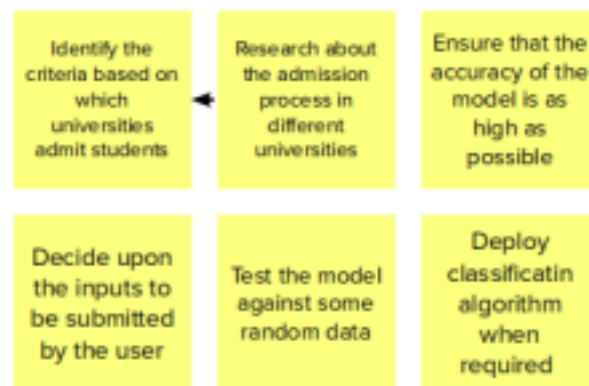 Identify the
criteria based on
which
universities
admit students
Research about
the admission
process in
different
universities
Ensure that the
accuracy of the
model is as
high as
possible
Decide upon
the inputs to
be submitted
by the user
Test the model
against some
random data
Deploy
classificatin
algorithm
when
required